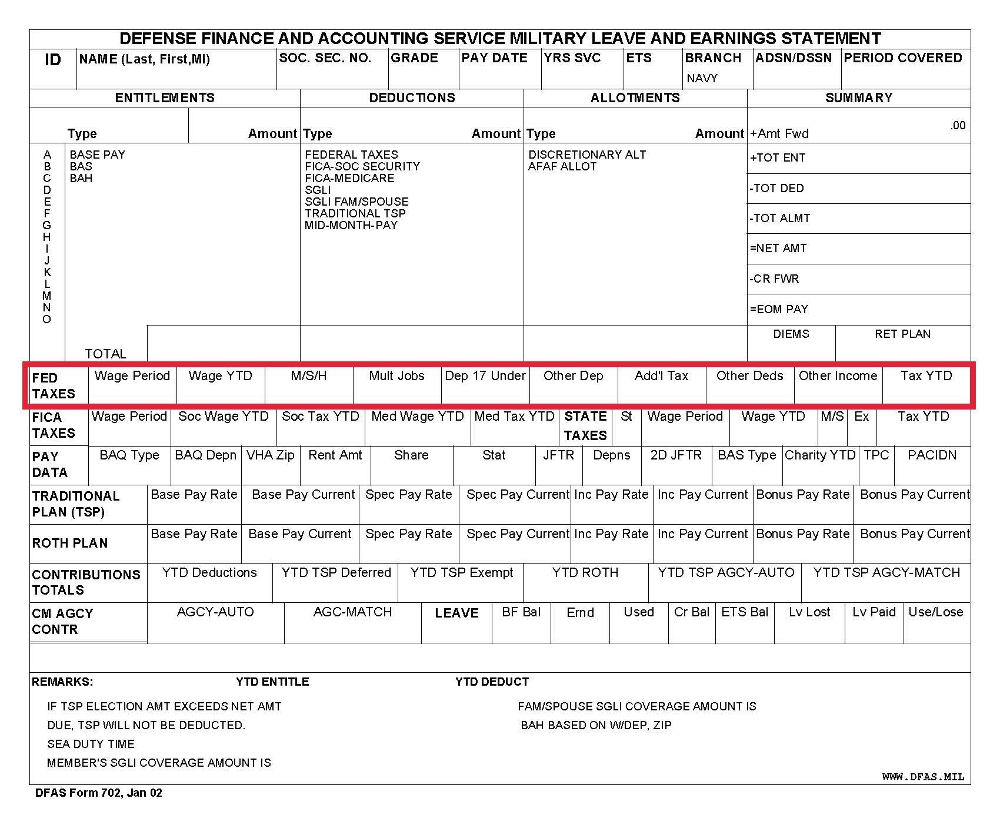 DEFENSE FINANCE AND ACCOUNTING SERVICE MILITARY LEAVE AND EARNINGS STATEMENT
ID NAME (Last, First,MI) SOC. SEC. NO. GRADE PAY DATE YRS SVC ETS BRANCH ADSN/DSSN PERIOD COVERED
NAVY
ENTITLEMENTS DEDUCTIONS ALLOTMENTS SUMMARY
.00
Type Amount Type Amount Type Amount +Amt Fwd
A BASE PAY FEDERAL TAXES DISCRETIONARY ALT +TOT ENT
B BAS FICA-SOC SECURITY AFAF ALLOT
C BAH FICA-MEDICARE
D SGLI -TOT DED
E SGLI FAM/SPOUSE
F TRADITIONAL TSP -TOT ALMT
G MID-MONTH-PAY
H
I =NET AMT
J
K
L -CR FWR
M
N =EOM PAY
O
DIEMS RET PLAN
TOTAL
FED TAXES Wage Period Wage YTD M/S/H Mult Jobs Dep 17 Under Other Dep Add'l Tax Other Deds Other Income Tax YTD
FICA TAXES Wage Period Soc Wage YTD Soc Tax YTD Med Wage YTD Med Tax YTD STATE TAXES St Wage Period Wage YTD M/S Ex Tax YTD
PAY DATA BAQ Type BAQ Depn VHA Zip Rent Amt Share Stat JFTR Depns 2D JFTR BAS Type Charity YTD TPC PACIDN
TRADITIONAL PLAN (TSP) Base Pay Rate Base Pay Current Spec Pay Rate Spec Pay Current Inc Pay Rate Inc Pay Current Bonus Pay Rate Bonus Pay Current
ROTH PLAN Base Pay Rate Base Pay Current Spec Pay Rate Spec Pay Current Inc Pay Rate Inc Pay Current Bonus Pay Rate Bonus Pay Current
CONTRIBUTIONS TOTALS YTD Deductions YTD TSP Deferred YTD TSP Exempt YTD ROTH YTD TSP AGCY-AUTO YTD TSP AGCY-MATCH
CM AGCY CONTR AGCY-AUTO AGC-MATCH LEAVE BF Bal Ernd Used Cr Bal ETS Bal Lv Lost Lv Paid Use/Lose
REMARKS: YTD ENTITLE YTD DEDUCT
IF TSP ELECTION AMT EXCEEDS NET AMT FAM/SPOUSE SGLI COVERAGE AMOUNT IS
DUE, TSP WILL NOT BE DEDUCTED. BAH BASED ON W/DEP, ZIP
SEA DUTY TIME
MEMBER'S SGLI COVERAGE AMOUNT IS
WWW.DFAS.MIL
DFAS Form 702, Jan 02